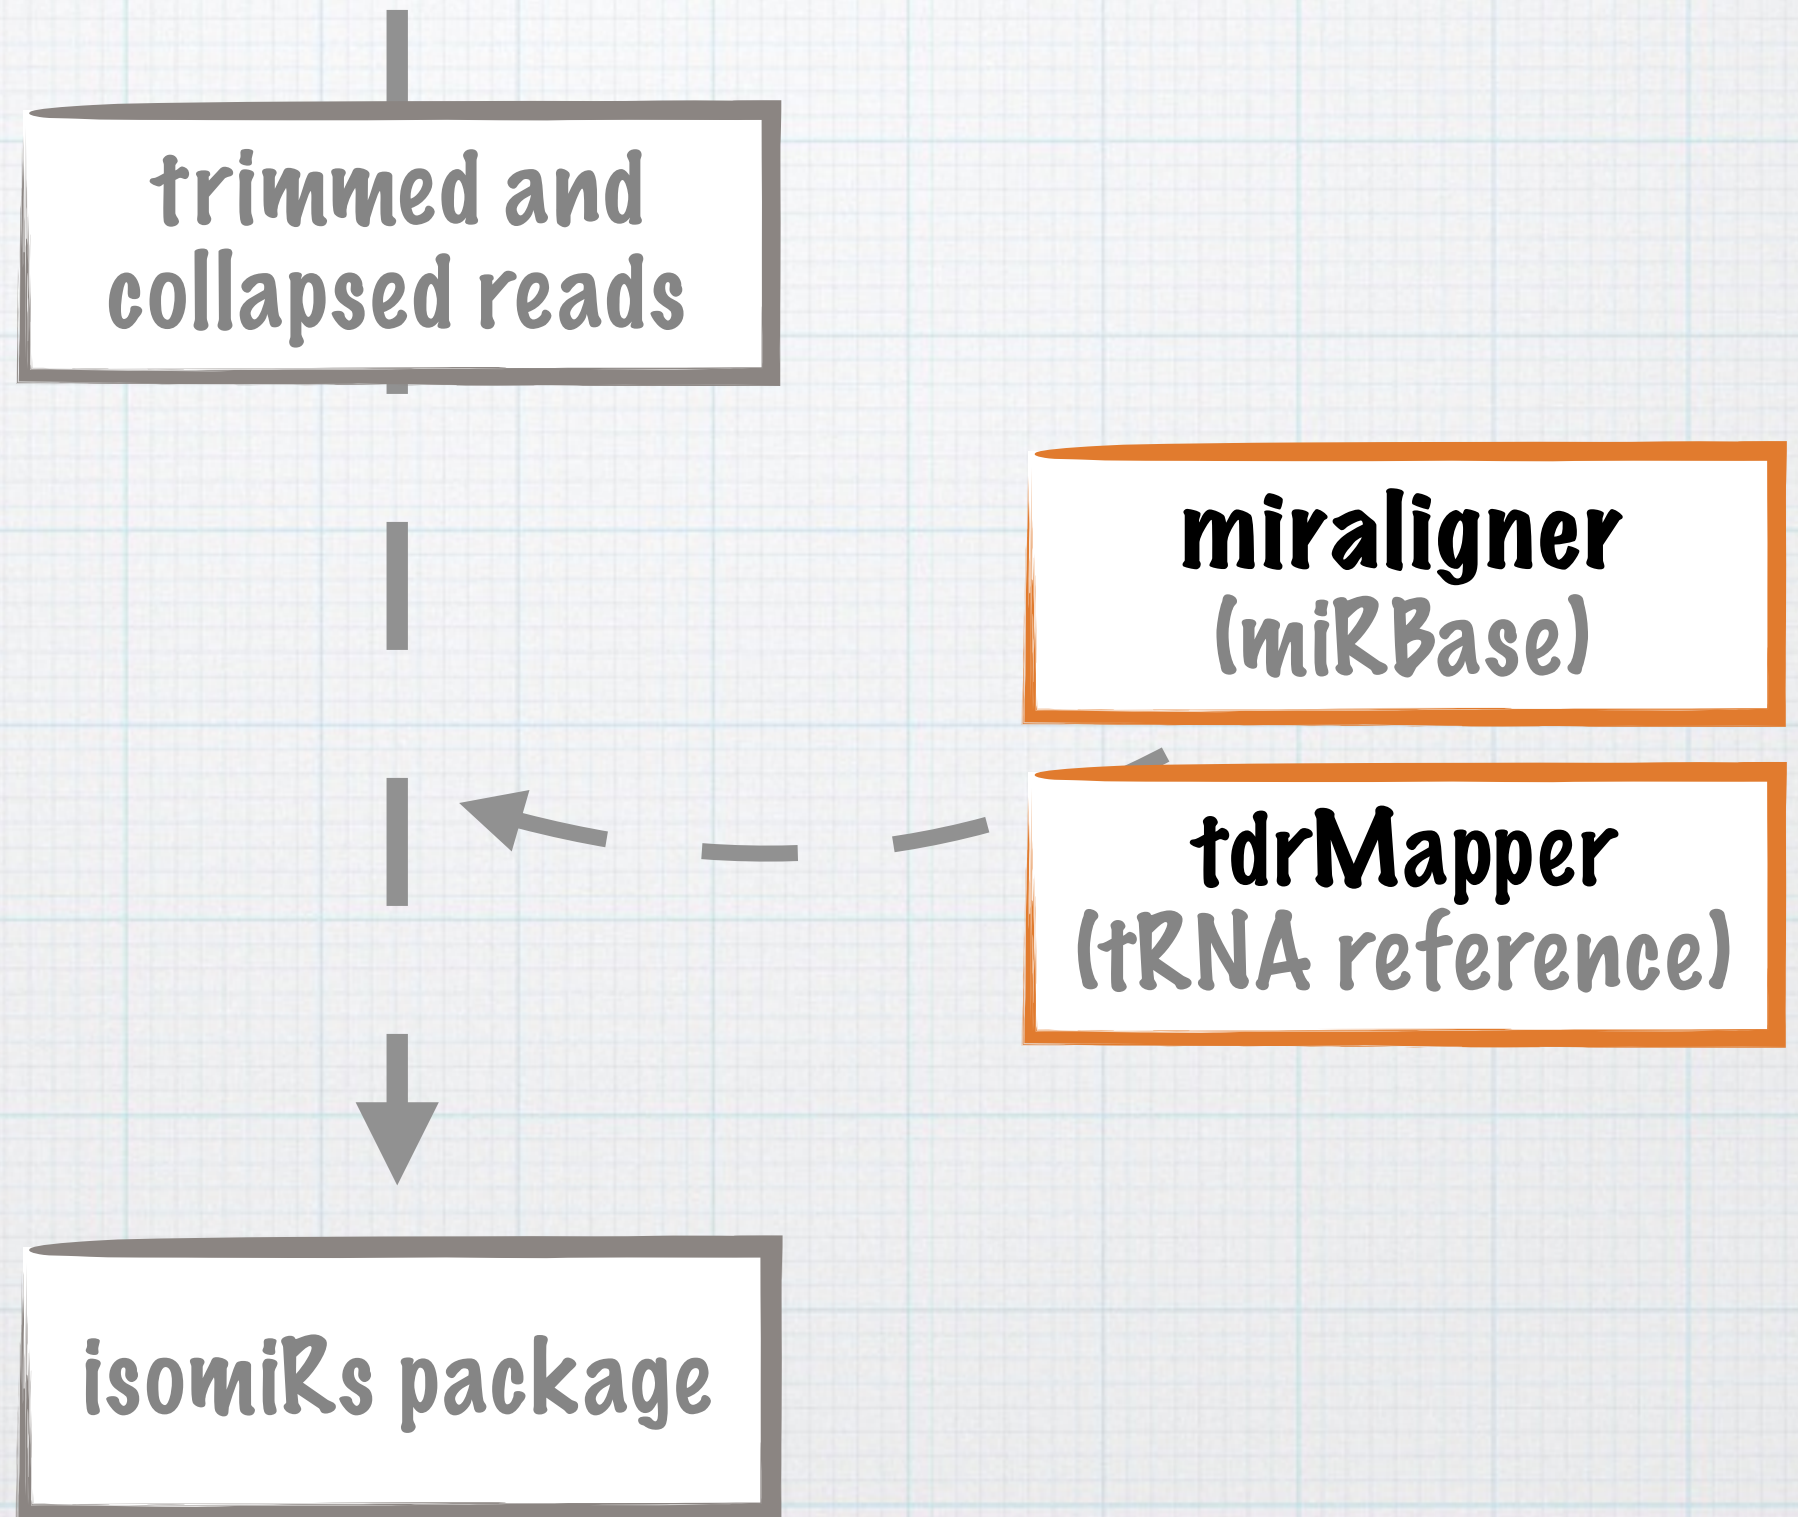 trimmed and
collapsed reads
miraligner
(miRBase)
tdrMapper
(tRNA reference)
isomiRs package